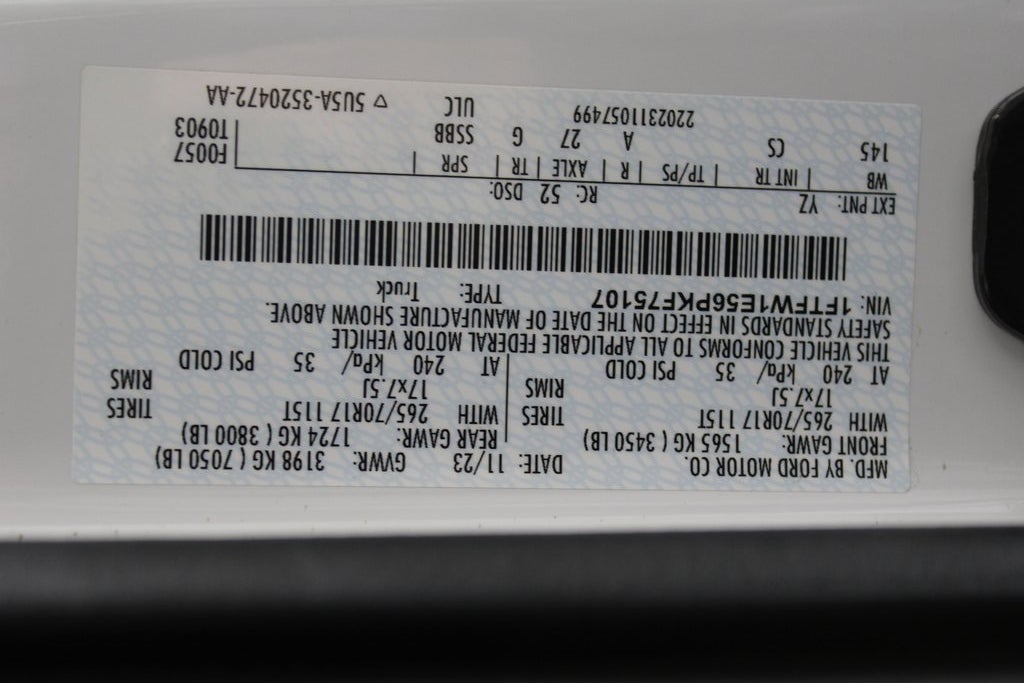 MFD. BY FORD MOTOR CO. DATE: 11/23 GVWR: 3198 KG ( 7050 LB)
FRONT GAWR: 1565 KG ( 3450 LB) REAR GAWR: 1724 KG ( 3800 LB)
WITH 265/70R17 115T TIRES WITH 265/70R17 115T TIRES
17x7.5J RIMS 17x7.5J RIMS
AT 240 kPa/ 35 PSI COLD AT 240 kPa/ 35 PSI COLD
THIS VEHICLE CONFORMS TO ALL APPLICABLE FEDERAL MOTOR VEHICLE
SAFETY STANDARDS IN EFFECT ON THE DATE OF MANUFACTURE SHOWN ABOVE.
VIN: 1FTFW1E56PKF75107 TYPE: Truck
EXT PNT: YZ RC: 52 DSO:
WB INT TR TP/PS R AXLE TR SPR F0057
145 CS A 27 G SSBB T0903
2202311057499 ULC △ 5U5A-3520472-AA